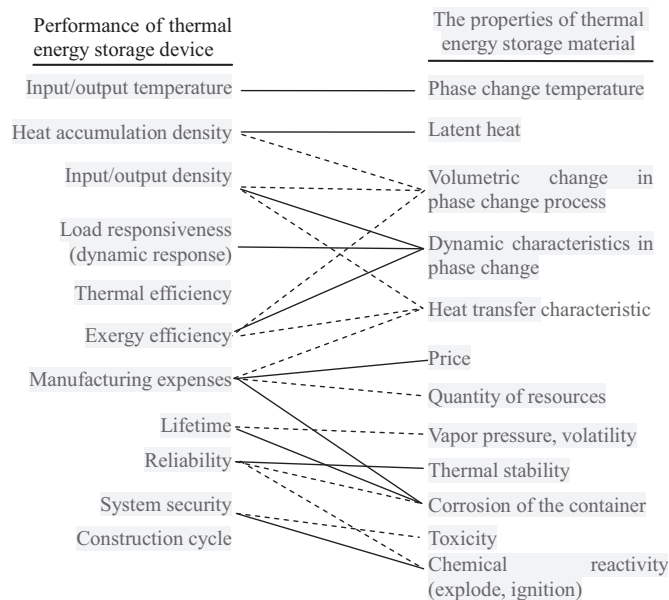 Performance of thermal
energy storage device
Input/output temperature
Heat accumulation density
Input/output density
Load responsiveness
(dynamic response)
Thermal efficiency
Exergy efficiency
Manufacturing expenses
Lifetime
Reliability
System security
Construction cycle
The properties of thermal
energy storage material
Phase change temperature
Latent heat
Volumetric change in
phase change process
Dynamic characteristics in
phase change
Heat transfer characteristic
Price
Quantity of resources
Vapor pressure, volatility
Thermal stability
Corrosion of the container
Toxicity
Chemical reactivity
(explode, ignition)